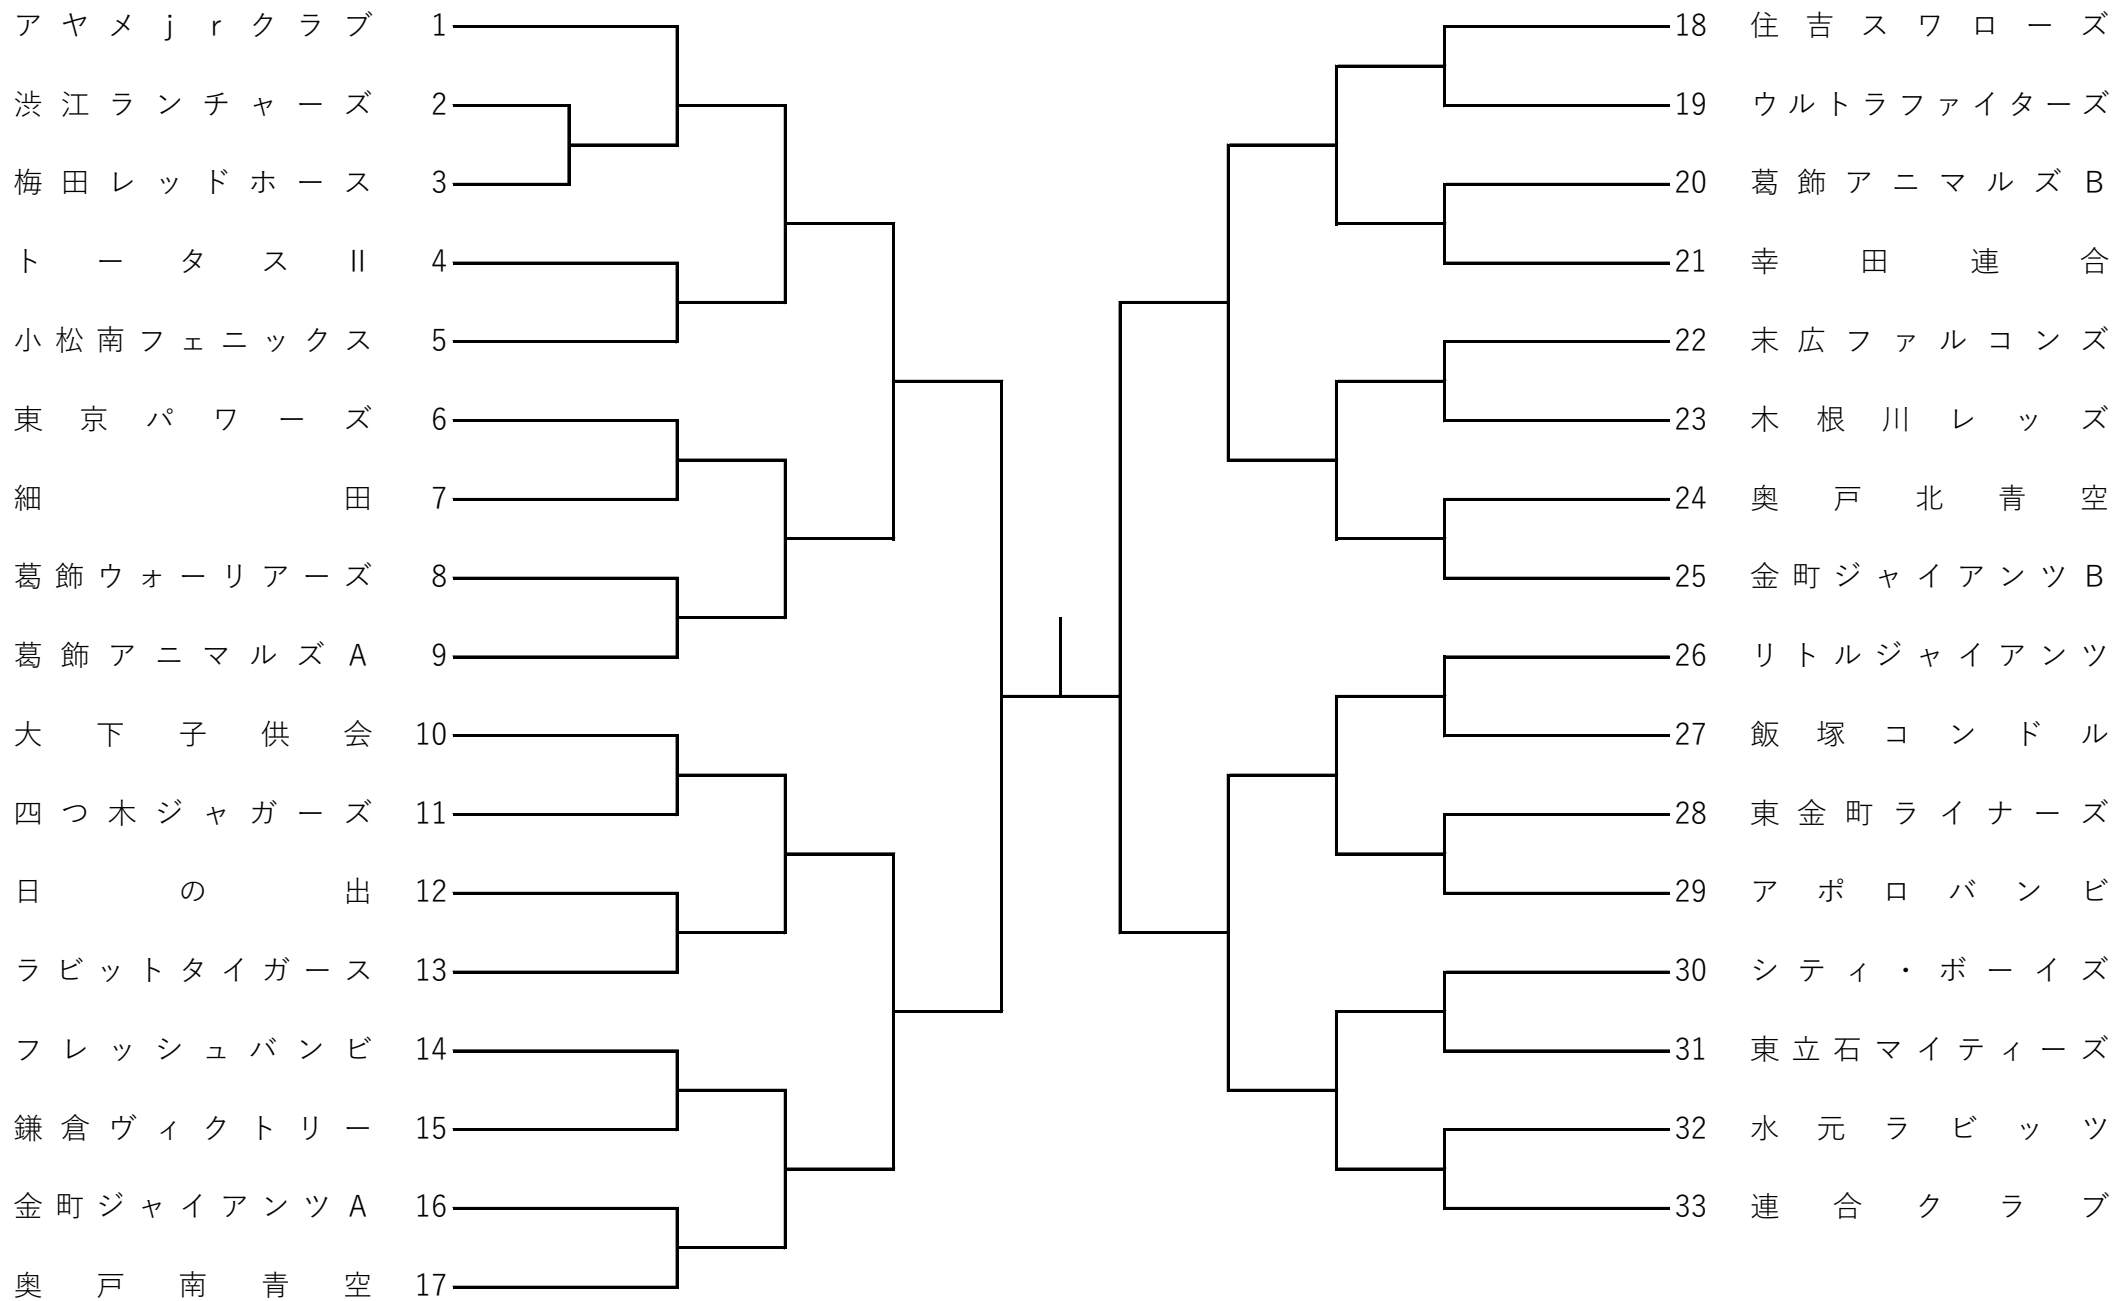 アヤメjrクラブ 1
渋江ランチャーズ 2
梅田レッドホース 3
トータスⅡ 4
小松南フェニックス 5
東京パワーズ 6
細田 7
葛飾ウォーリアーズ 8
葛飾アニマルズA 9
大下子供会 10
四つ木ジャガーズ 11
日の出 12
ラビットタイガース 13
フレッシュバンビ 14
鎌倉ヴィクトリー 15
金町ジャイアンツA 16
奥戸南青空 17
18 住吉スワローズ
19 ウルトラファイターズ
20 葛飾アニマルズB
21 幸田連合
22 末広ファルコンズ
23 木根川レッズ
24 奥戸北青空
25 金町ジャイアンツB
26 リトルジャイアンツ
27 飯塚コンドル
28 東金町ライナーズ
29 アポロバンビ
30 シティ・ボーイズ
31 東立石マイティーズ
32 水元ラビッツ
33 連合クラブ